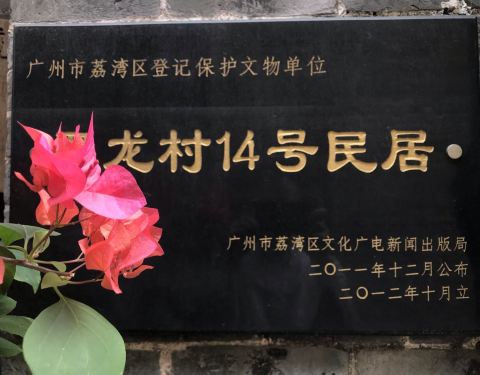 广州市荔湾区登记保护文物单位
龙村14号民居
广州市荔湾区文化广电新闻出版局
二〇一一年十二月公布
二〇一二年十月立